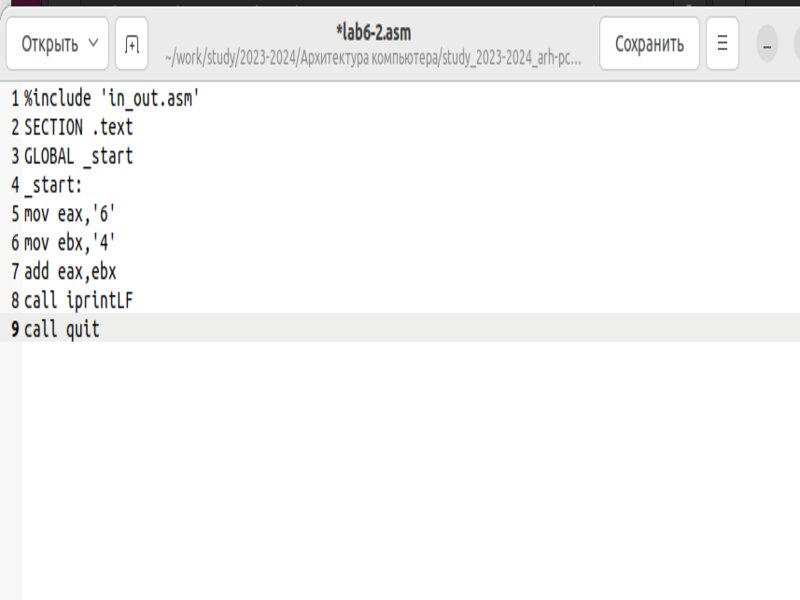 Открыть
*lab6-2.asm
~/work/study/2023-2024/Архитектура компьютера/study_2023-2024_arh-pc...
Сохранить
1 %include 'in_out.asm'
2 SECTION .text
3 GLOBAL _start
4 _start:
5 mov eax,'6'
6 mov ebx,'4'
7 add eax,ebx
8 call iprintLF
9 call quit